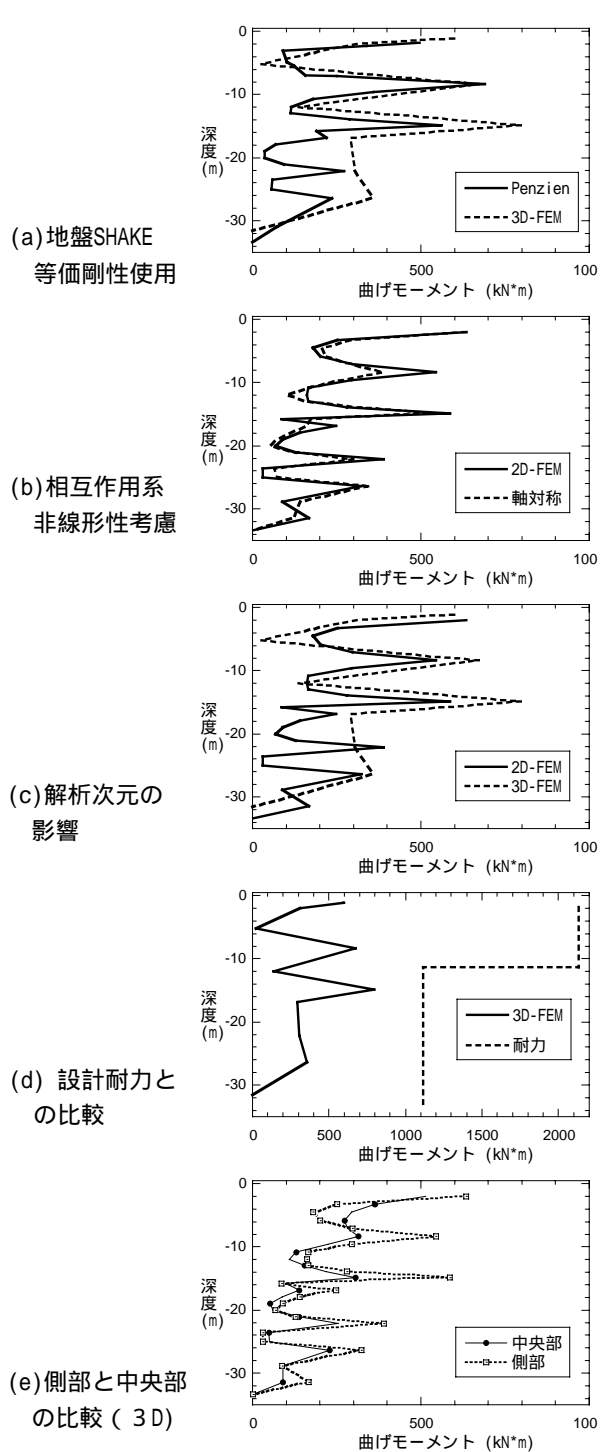 (a)地盤SHAKE
等価剛性使用
0
-10
-20
-30
深度
(m)
Penzien
3D-FEM
0
500
100
曲げモーメント (kN*m)
(b)相互作用系
非線形性考慮
0
-10
-20
-30
深度
(m)
2D-FEM
軸対称
0
500
100
曲げモーメント (kN*m)
(c)解析次元の
影響
0
-10
-20
-30
深度
(m)
2D-FEM
3D-FEM
0
500
100
曲げモーメント (kN*m)
(d) 設計耐力と
の比較
0
-10
-20
-30
深度
(m)
3D-FEM
耐力
0
500
1000
1500
2000
曲げモーメント (kN*m)
(e)側部と中央部
の比較(3D)
0
-10
-20
-30
深度
(m)
中央部
側部
0
500
100
曲げモーメント (kN*m)